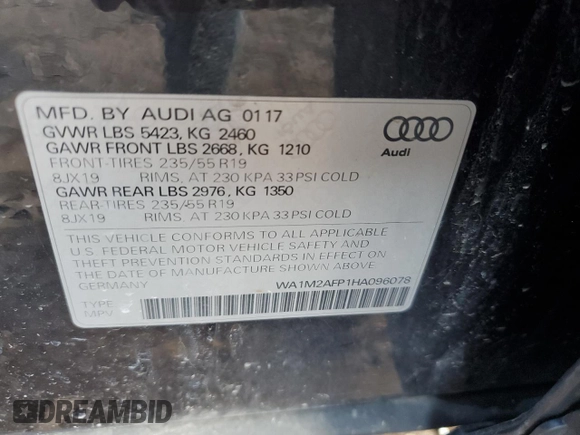 MFD. BY AUDI AG 01 17
GVWR LBS 5423, KG 2460
GAWR FRONT LBS 2668, KG 1210
FRONT-TIRES 235/55 R19
8JX19 RIMS, AT 230 KPA 33 PSI COLD
GAWR REAR LBS 2976, KG 1350
REAR-TIRES 235/55 R19
8JX19 RIMS, AT 230 KPA 33 PSI COLD
THIS VEHICLE CONFORMS TO ALL APPLICABLE
U.S. FEDERAL MOTOR VEHICLE SAFETY AND
THEFT PREVENTION STANDARDS IN EFFECT ON
THE DATE OF MANUFACTURE SHOWN ABOVE.
GERMANY WA1M2AFP1HA096078
TYPE
MPV
Audi
DREAMBID